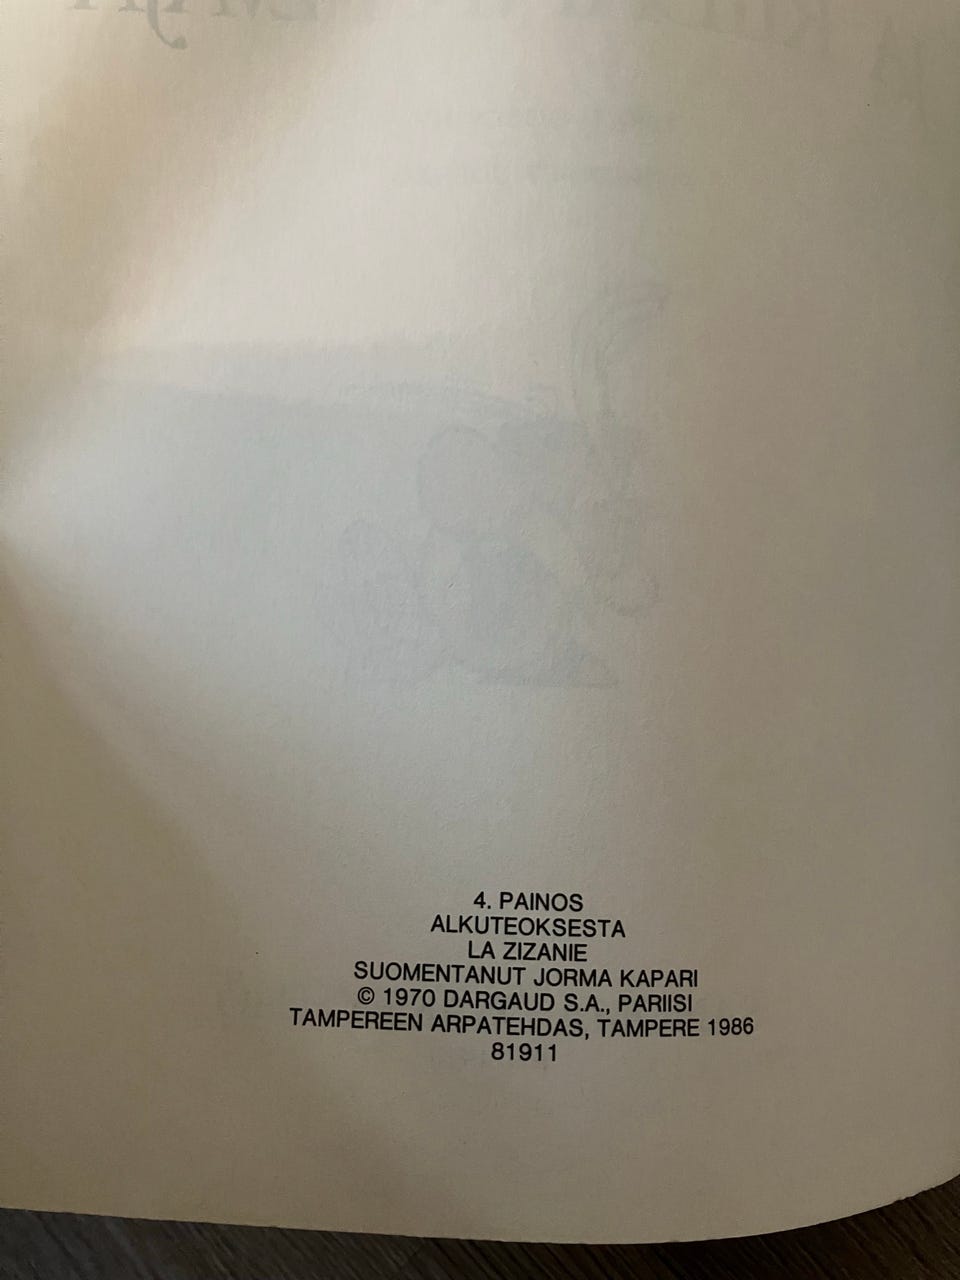 4. PAINOS
ALKUTEOKSESTA
LA ZIZANIE
SUOMENTANUT JORMA KAPARI
© 1970 DARGAUD S.A., PARIISI
TAMPEREEN ARPATEHDAS, TAMPERE 1986
81911